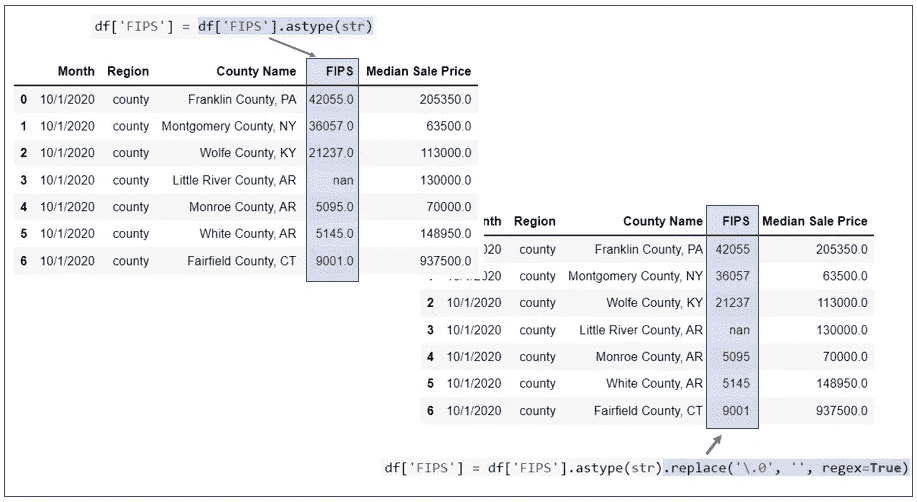 df['FIPS'] = df['FIPS'].astype(str)
Month Region County Name FIPS Median Sale Price
0 10/1/2020 county Franklin County, PA 42055.0 205350.0
1 10/1/2020 county Montgomery County, NY 36057.0 63500.0
2 10/1/2020 county Wolfe County, KY 21237.0 113000.0
3 10/1/2020 county Little River County, AR nan 130000.0
4 10/1/2020 county Monroe County, AR 5095.0 70000.0
5 10/1/2020 county White County, AR 5145.0 148950.0
6 10/1/2020 county Fairfield County, CT 9001.0 937500.0
nth Region County Name FIPS Median Sale Price
020 county Franklin County, PA 42055 205350.0
county Montgomery County, NY 36057 63500.0
2 10/1/2020 county Wolfe County, KY 21237 113000.0
3 10/1/2020 county Little River County, AR nan 130000.0
4 10/1/2020 county Monroe County, AR 5095 70000.0
5 10/1/2020 county White County, AR 5145 148950.0
6 10/1/2020 county Fairfield County, CT 9001 937500.0
df['FIPS'] = df['FIPS'].astype(str).replace('\.0', '', regex=True)